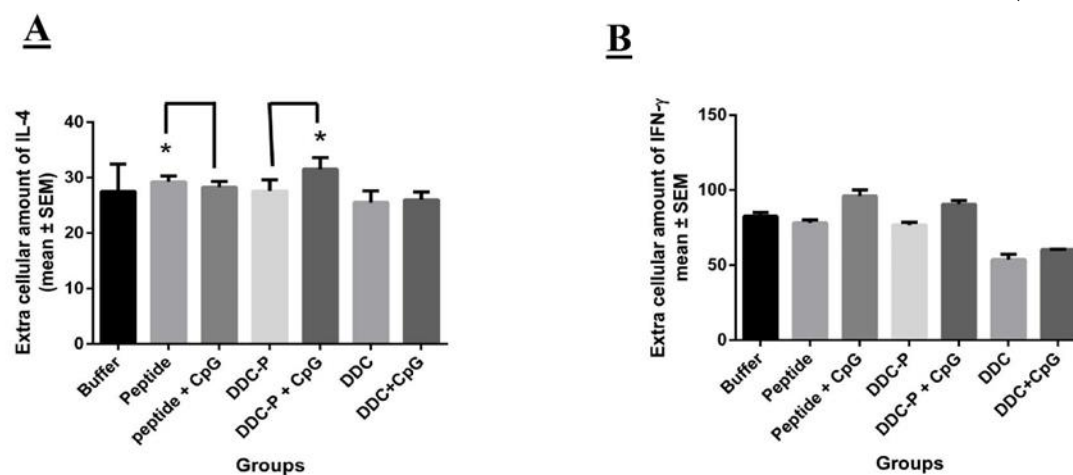 A
Extra cellular amount of IL-4
(mean ± SEM)
40
30
20
10
0
*
*
Buffer
Peptide
peptide + CpG
DDC-P
DDC-P + CpG
DDC
DDC+CpG
Groups
B
Extra cellular amount of IFN-γ
mean ± SEM
150
100
50
0
Buffer
Peptide
Peptide + CpG
DDC-P
DDC-P + CpG
DDC
DDC+CpG
Groups